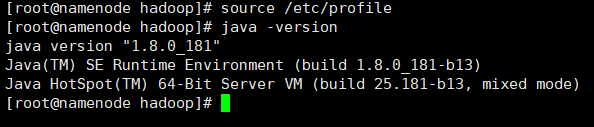 [root@namenode hadoop]# source /etc/profile
[root@namenode hadoop]# java -version
java version "1.8.0_181"
Java(TM) SE Runtime Environment (build 1.8.0_181-b13)
Java HotSpot(TM) 64-Bit Server VM (build 25.181-b13, mixed mode)
[root@namenode hadoop]#